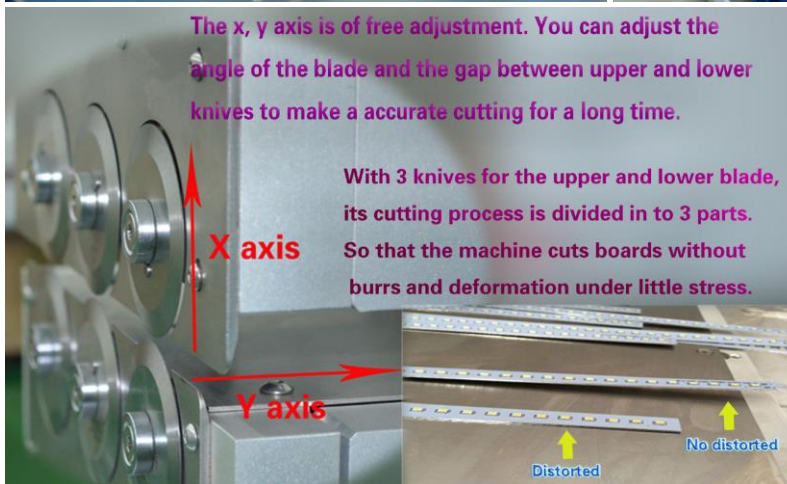 The x, y axis is of free adjustment. You can adjust the
angle of the blade and the gap between upper and lower
knives to make a accurate cutting for a long time.
With 3 knives for the upper and lower blade,
its cutting process is divided in to 3 parts.
So that the machine cuts boards without
burrs and deformation under little stress.
X axis
Y axis
No distorted
Distorted